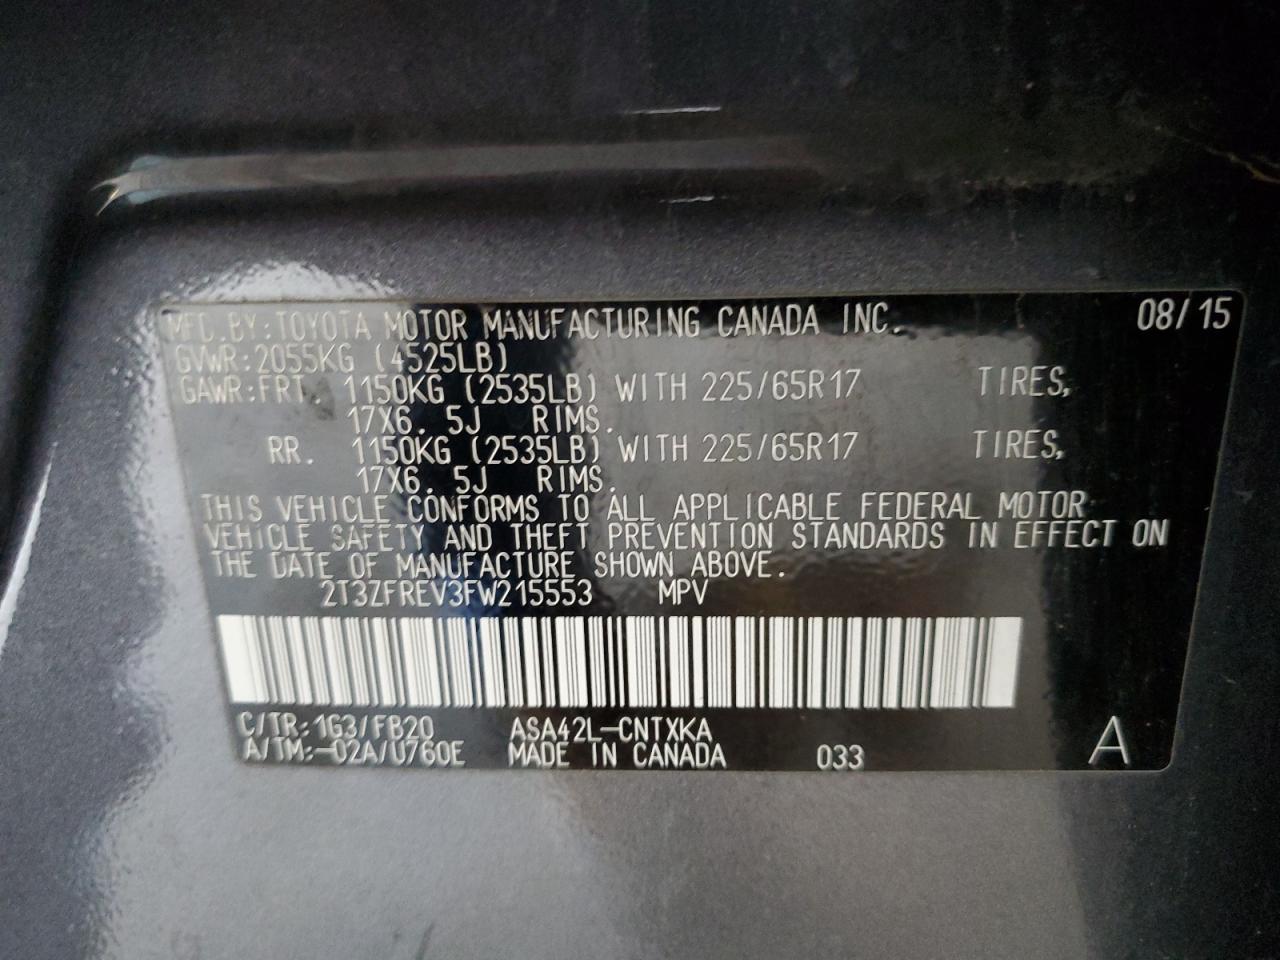 MFD.BY:TOYOTA MOTOR MANUFACTURING CANADA INC. 08/15
GVWR:2055KG (4525LB)
GAWR:FRT. 1150KG (2535LB) WITH 225/65R17 TIRES,
17X6.5J RIMS.
RR. 1150KG (2535LB) WITH 225/65R17 TIRES,
17X6.5J RIMS.
THIS VEHICLE CONFORMS TO ALL APPLICABLE FEDERAL MOTOR
VEHICLE SAFETY AND THEFT PREVENTION STANDARDS IN EFFECT ON
THE DATE OF MANUFACTURE SHOWN ABOVE.
2T3ZFREV3FW215553 MPV
C/TR:1G3/FB20 ASA42L-CNTXKA
A/TM:-02A/U760E MADE IN CANADA 033 A